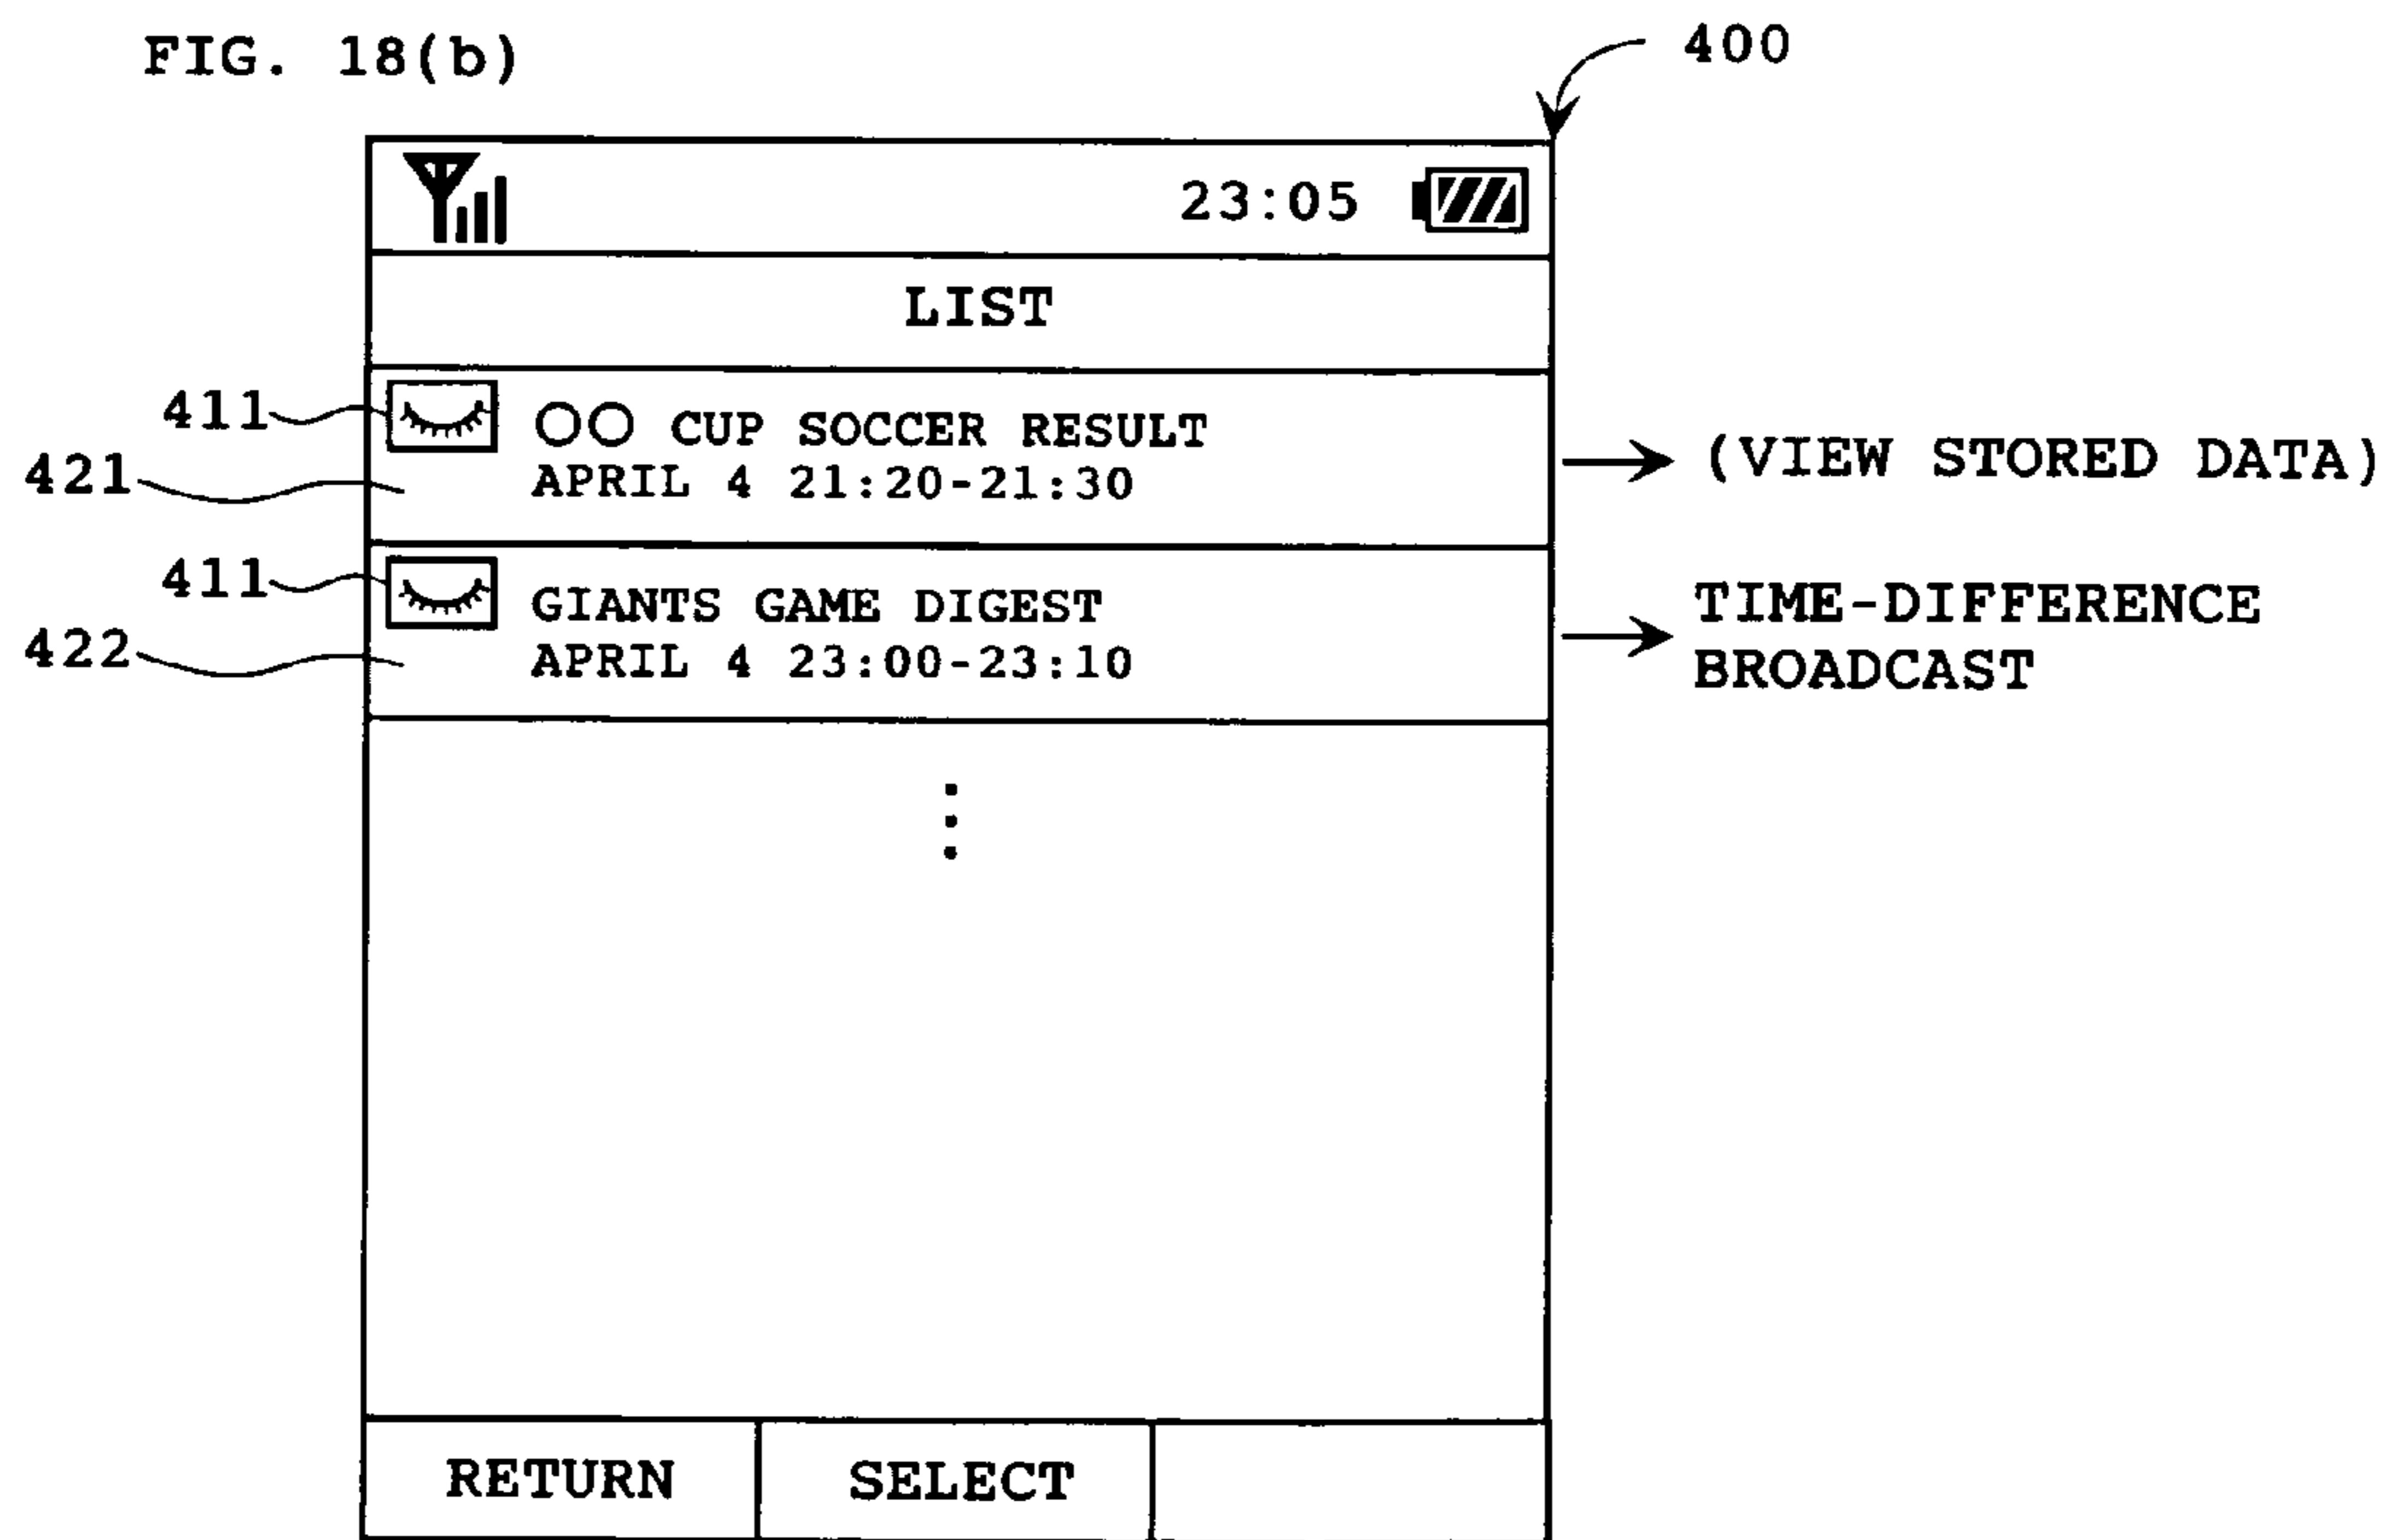 FIG. 18(b)
400
23:05
LIST
411
○○ CUP SOCCER RESULT
421
APRIL 4 21:20-21:30
(VIEW STORED DATA)
411
GIANTS GAME DIGEST
422
APRIL 4 23:00-23:10
TIME-DIFFERENCE
BROADCAST
RETURN
SELECT